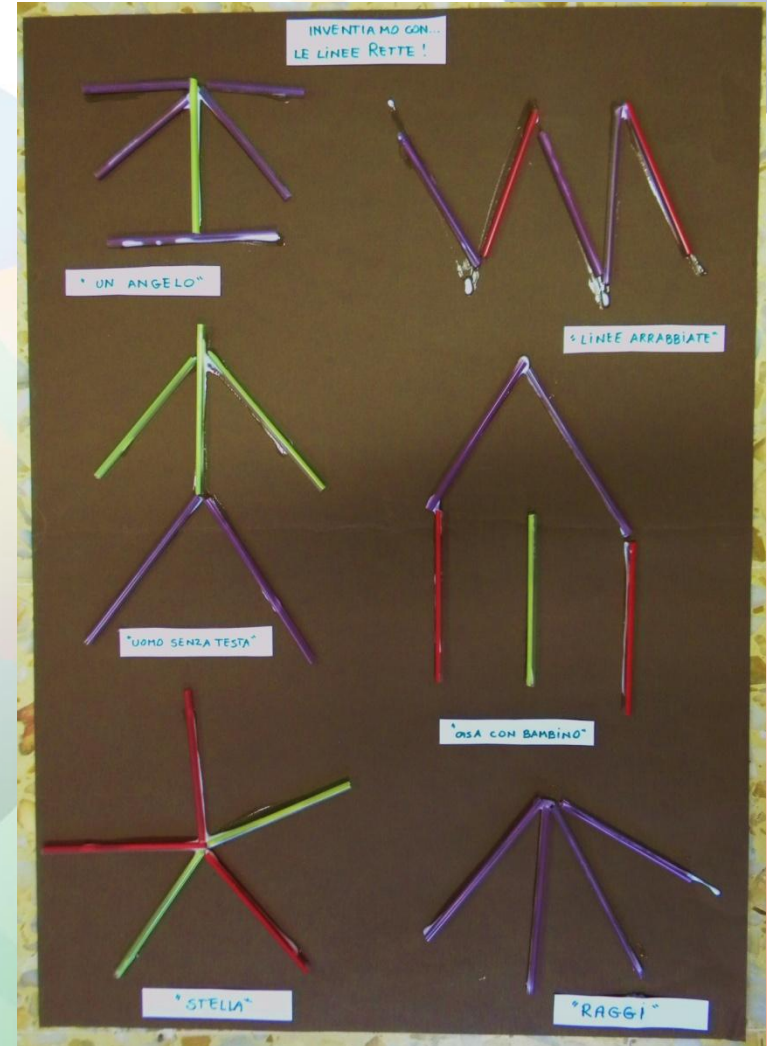 INVENTIAMO CON...
LE LINEE RETTE!
"UN ANGELO"
"LINEE ARRABBIATE"
"UOMO SENZA TESTA"
"CASA CON BAMBINO"
"STELLA"
"RAGGI"